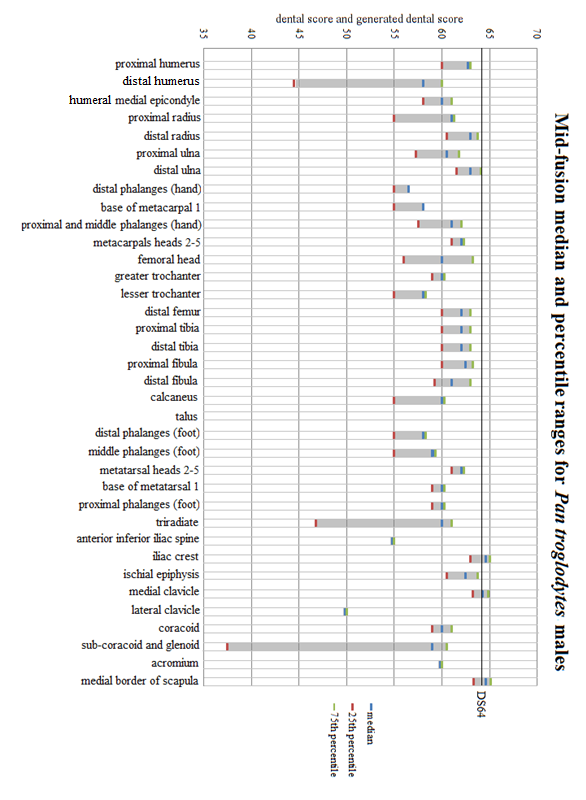 dental score and generated dental score
35 40 45 50 55 60 65 70
proximal humerus
distal humerus
humeral medial epicondyle
proximal radius
distal radius
proximal ulna
distal ulna
distal phalanges (hand)
base of metacarpal 1
proximal and middle phalanges (hand)
metacarpals heads 2-5
femoral head
greater trochanter
lesser trochanter
distal femur
proximal tibia
distal tibia
proximal fibula
distal fibula
calcaneus
talus
distal phalanges (foot)
middle phalanges (foot)
metatarsal heads 2-5
base of metatarsal 1
proximal phalanges (foot)
triradiate
anterior inferior iliac spine
iliac crest
ischial epiphysis
medial clavicle
lateral clavicle
coracoid
sub-coracoid and glenoid
acromium
medial border of scapula
DS64
median
25th percentile
75th percentile
Mid-fusion median and percentile ranges for Pan troglodytes males